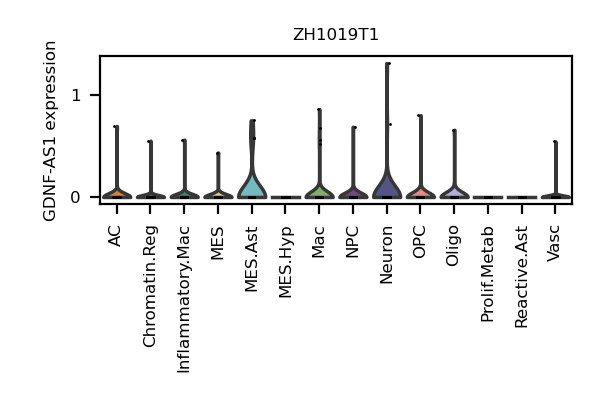 ZH1019T1
GDNF-AS1 expression
1
0
AC
Chromatin.Reg
Inflammatory.Mac
MES
MES.Ast
MES.Hyp
Mac
NPC
Neuron
OPC
Oligo
Prolif.Metab
Reactive.Ast
Vasc